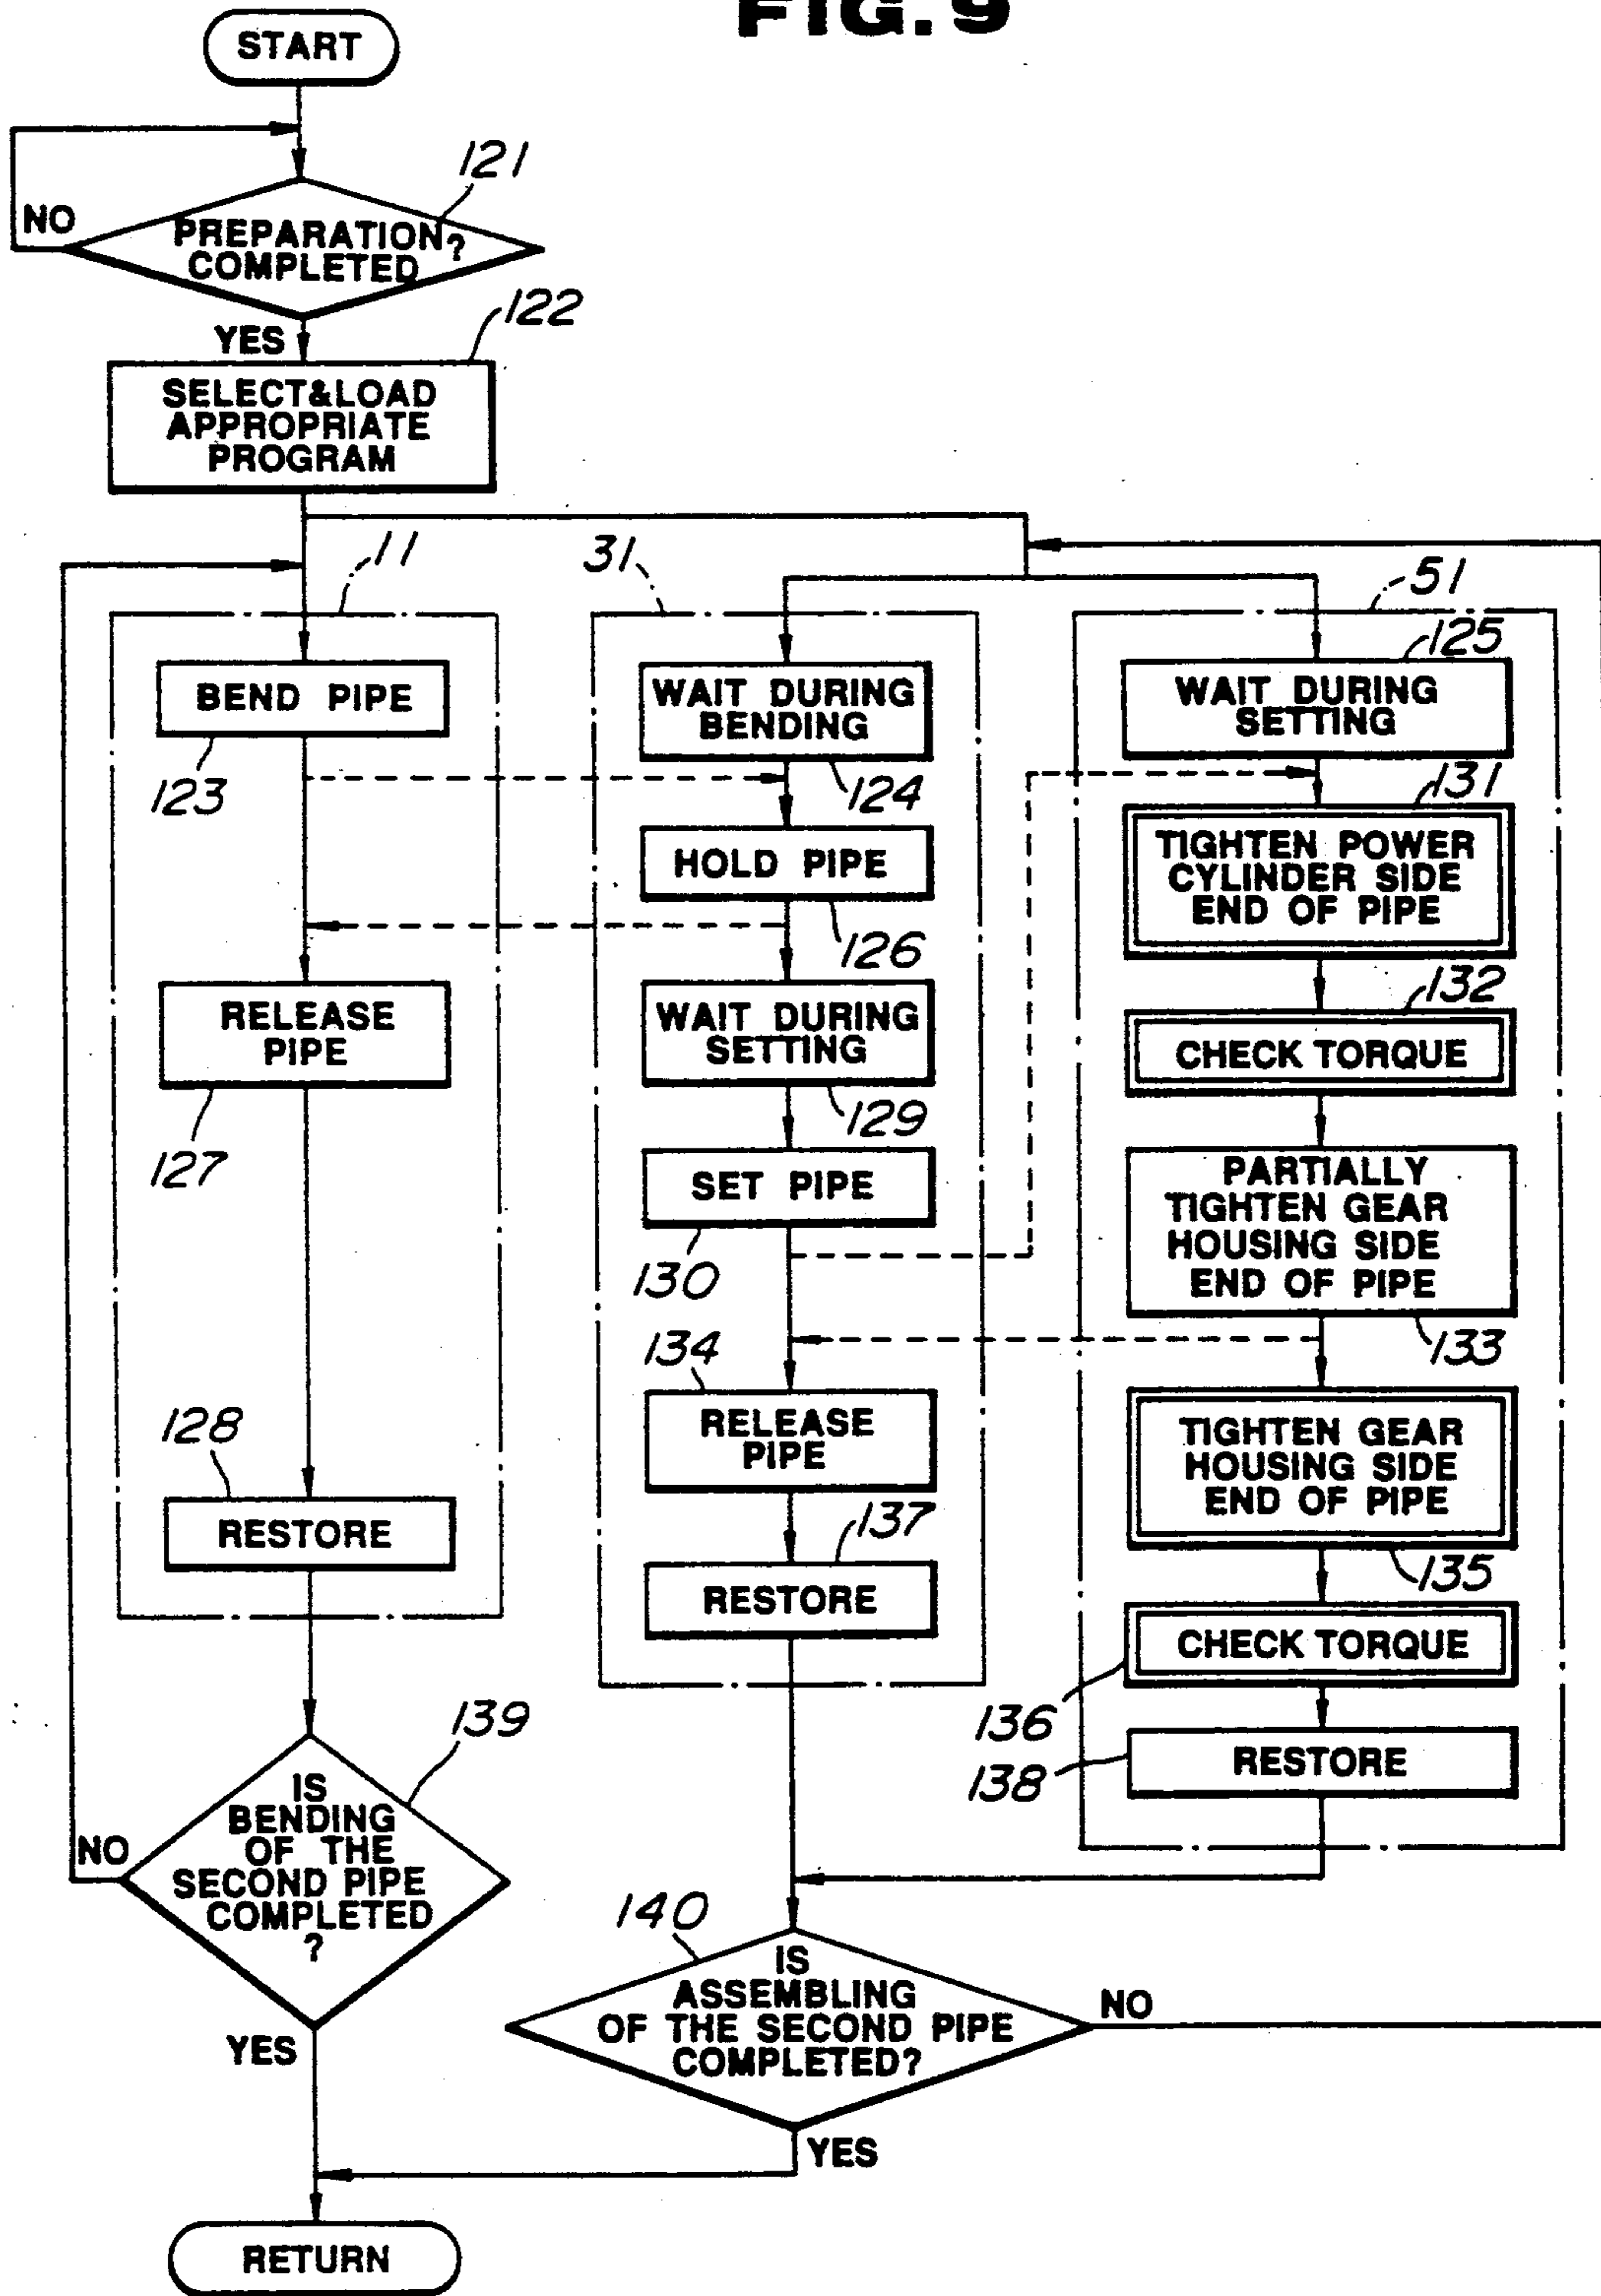 FIG. 9
START
121
NO
PREPARATION
COMPLETED ?
122
YES
SELECT&LOAD
APPROPRIATE
PROGRAM
11
31
51
BEND PIPE
123
RELEASE
PIPE
127
128
RESTORE
139
IS
BENDING
OF THE
SECOND PIPE
COMPLETED
?
NO
YES
WAIT DURING
BENDING
124
HOLD PIPE
126
WAIT DURING
SETTING
129
SET PIPE
130
134
RELEASE
PIPE
137
RESTORE
125
WAIT DURING
SETTING
131
TIGHTEN POWER
CYLINDER SIDE
END OF PIPE
132
CHECK TORQUE
PARTIALLY
TIGHTEN GEAR
HOUSING SIDE
END OF PIPE
133
TIGHTEN GEAR
HOUSING SIDE
END OF PIPE
135
CHECK TORQUE
136
RESTORE
138
140
IS
ASSEMBLING
OF THE SECOND PIPE
COMPLETED?
NO
YES
RETURN